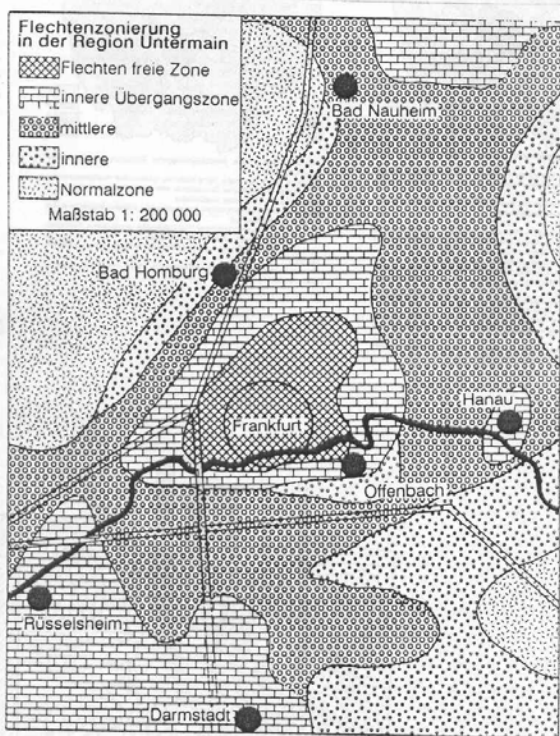 Flechtenzonierung
in der Region Untermain
Flechten freie Zone
innere Übergangszone
mittlere
innere
Normalzone
Maßstab 1: 200 000
Bad Nauheim
Bad Homburg
Hanau
Frankfurt
Offenbach
Rüsselsheim
Darmstadt